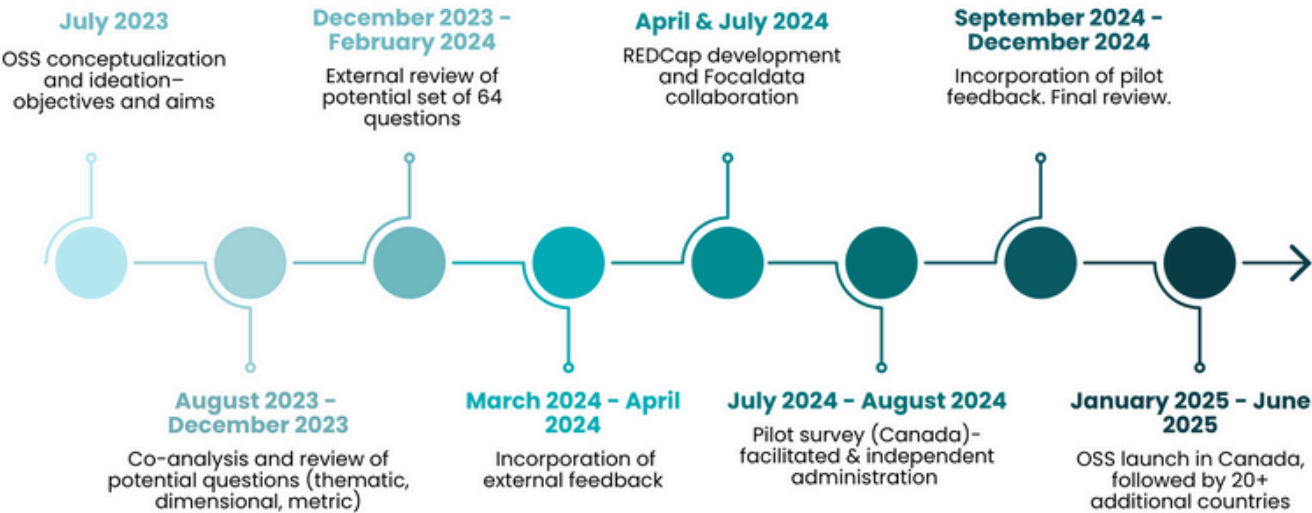 July 2023
OSS conceptualization
and ideation–
objectives and aims
December 2023 -
February 2024
External review of
potential set of 64
questions
April & July 2024
REDCap development
and Focaldata
collaboration
September 2024 -
December 2024
Incorporation of pilot
feedback. Final review.
August 2023 -
December 2023
Co-analysis and review of
potential questions (thematic,
dimensional, metric)
March 2024 - April
2024
Incorporation of
external feedback
July 2024 - August 2024
Pilot survey (Canada)-
facilitated & independent
administration
January 2025 - June
2025
OSS launch in Canada,
followed by 20+
additional countries